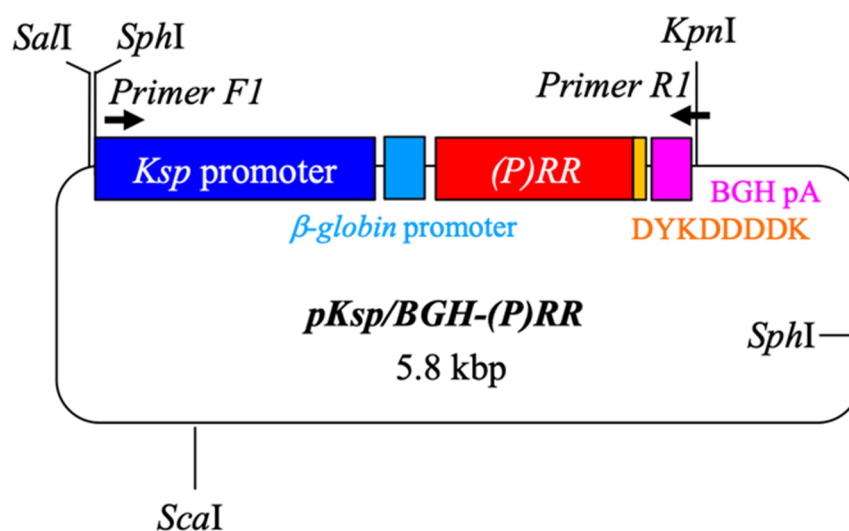 SalI SphI KpnI
Primer F1 Primer R1
Ksp promoter (P)RR
BGH pA
β-globin promoter DYKDDDDK
pKsp/BGH-(P)RR
SphI
5.8 kbp
ScaI